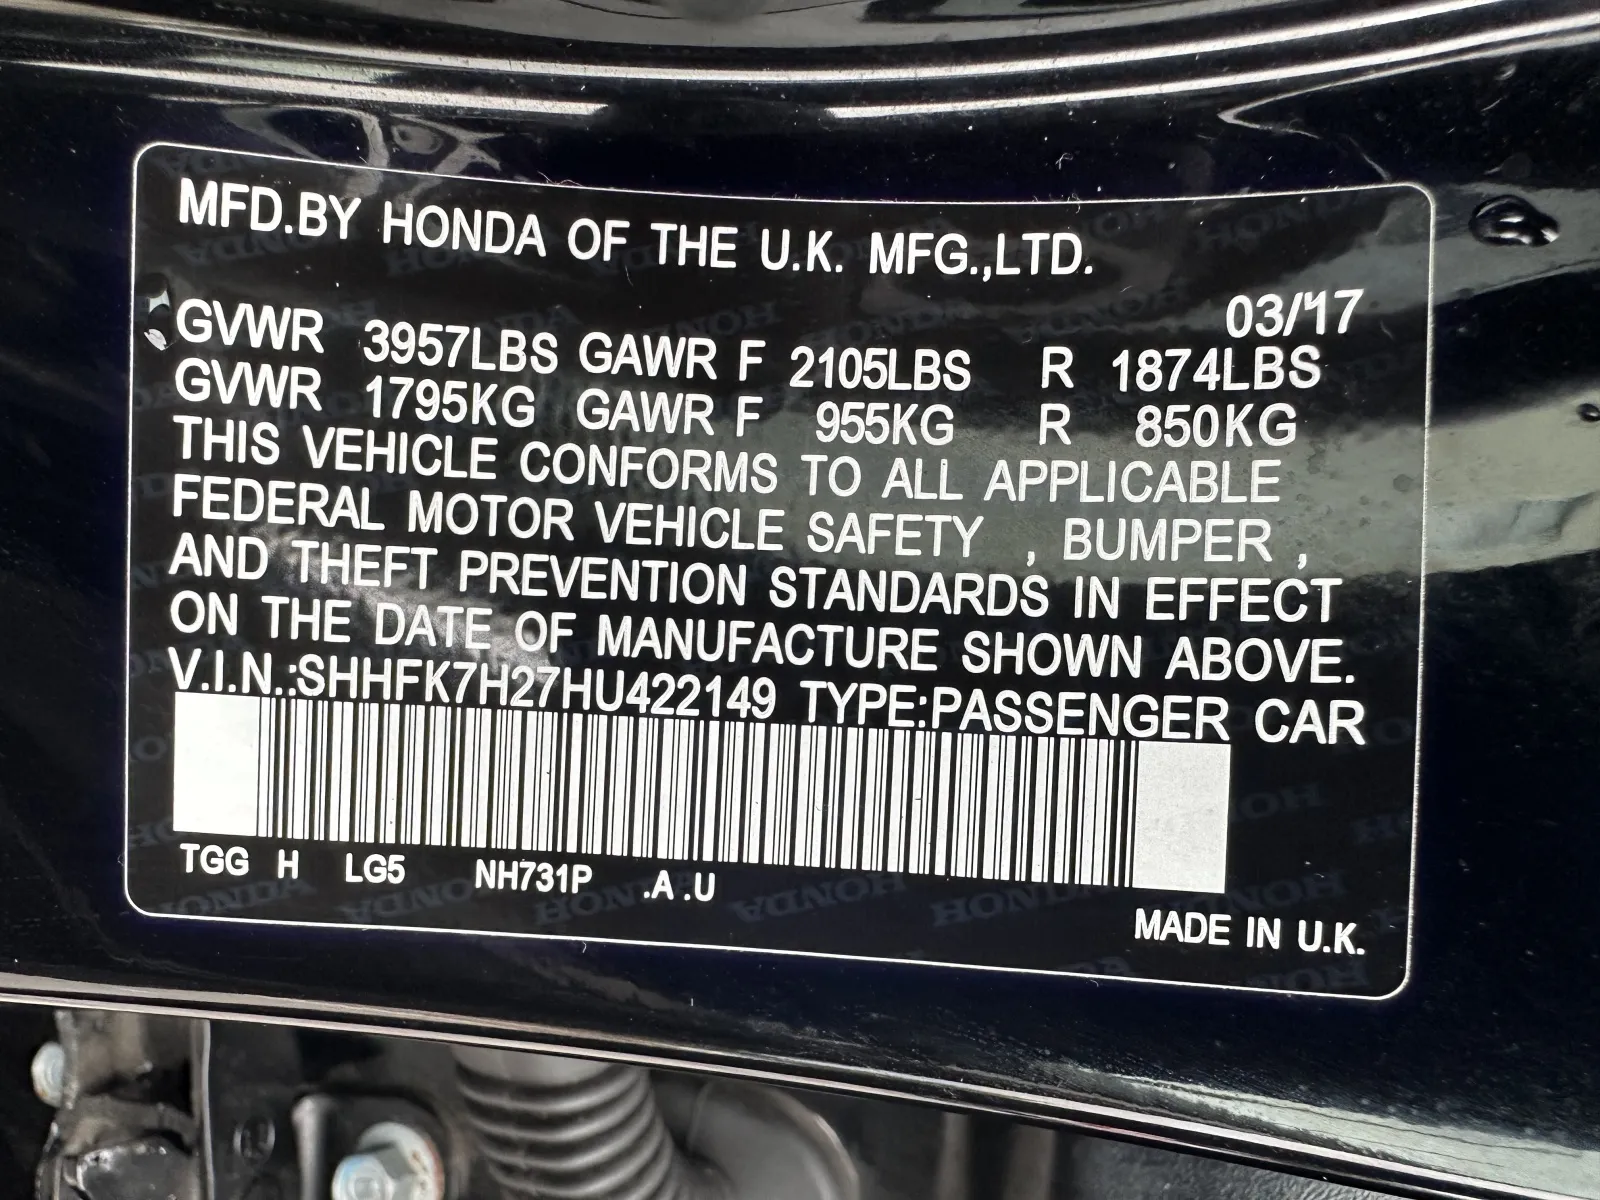 MFD.BY HONDA OF THE U.K. MFG.,LTD.
03/17
GVWR 3957LBS GAWR F 2105LBS R 1874LBS
GVWR 1795KG GAWR F 955KG R 850KG
THIS VEHICLE CONFORMS TO ALL APPLICABLE
FEDERAL MOTOR VEHICLE SAFETY , BUMPER ,
AND THEFT PREVENTION STANDARDS IN EFFECT
ON THE DATE OF MANUFACTURE SHOWN ABOVE.
V.I.N.:SHHFK7H27HU422149 TYPE:PASSENGER CAR
TGG H LG5 NH731P .A .U
MADE IN U.K.